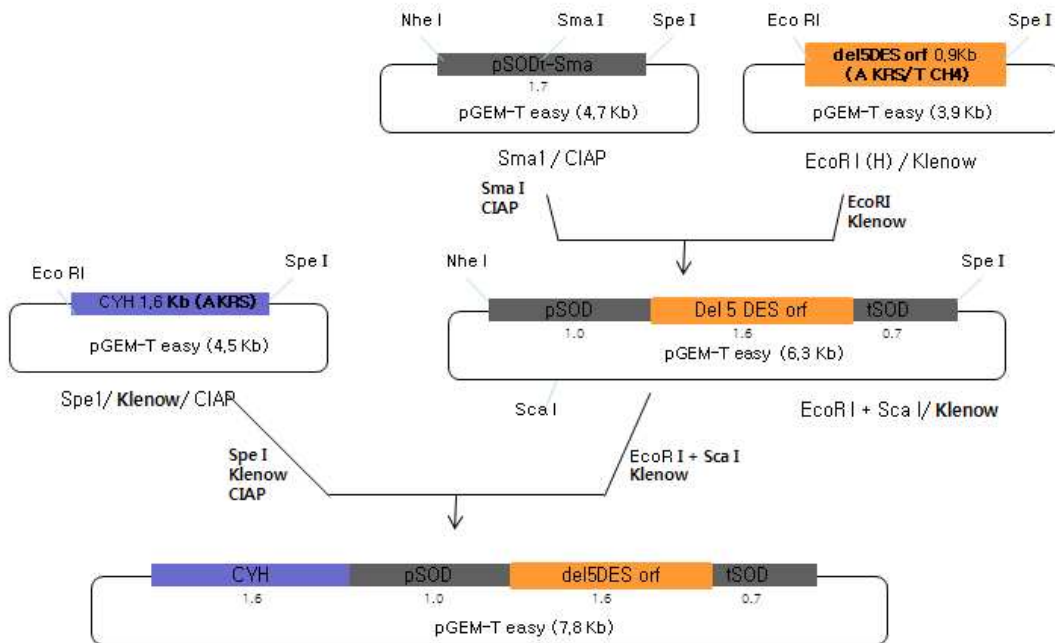 Nhe I
Sma I
Spe I
pSODt-Sma
1.7
pGEM-T easy (4,7 Kb)
Sma1 / CIAP
Eco RI
Spe I
del5DES orf 0,9Kb
(A KRS/T CH4)
pGEM-T easy (3,9 Kb)
EcoR I (H) / Klenow
Sma I
CIAP
EcoRI
Klenow
Eco RI
Spe I
CYH 1,6 Kb (AKRS)
pGEM-T easy (4,5 Kb)
Spe1/ Klenow/ CIAP
Nhe I
Spe I
pSOD
Del 5 DES orf
tSOD
1.0
1.6
0.7
pGEM-T easy (6,3 Kb)
Sca I
EcoR I + Sca I/ Klenow
Spe I
Klenow
CIAP
EcoR I + Sca I
Klenow
CYH
pSOD
del5DES orf
tSOD
1.6
1.0
1.6
0.7
pGEM-T easy (7,8 Kb)